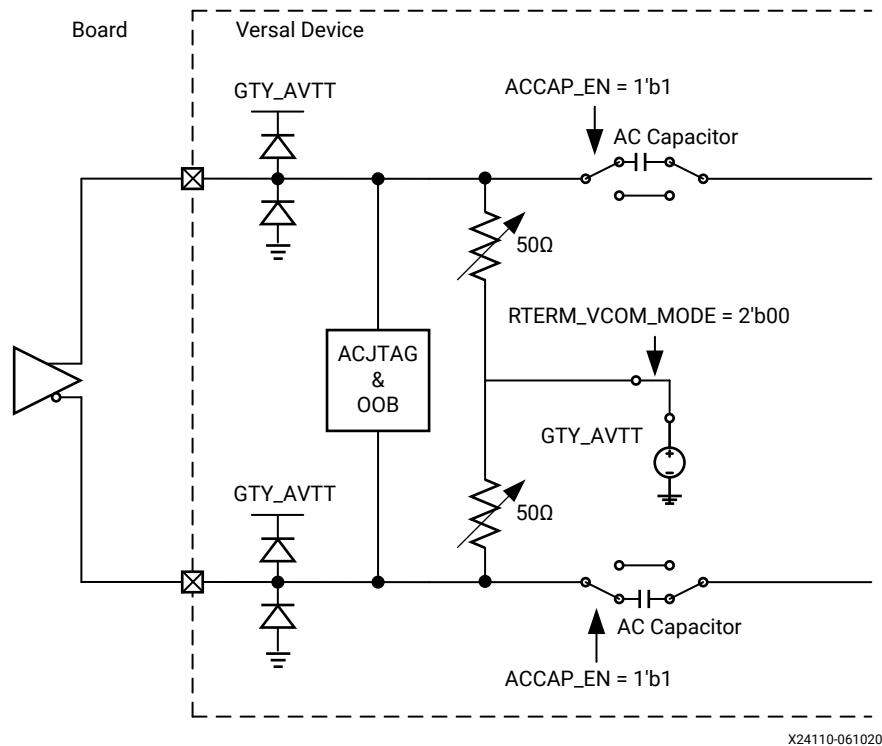 Board
Versal Device
GTY_AVTT
ACCAP_EN = 1'b1
AC Capacitor
50Ω
RTERM_VCOM_MODE = 2'b00
ACJTAG
&
OOB
GTY_AVTT
+
-
GTY_AVTT
50Ω
AC Capacitor
ACCAP_EN = 1'b1
X24110-061020